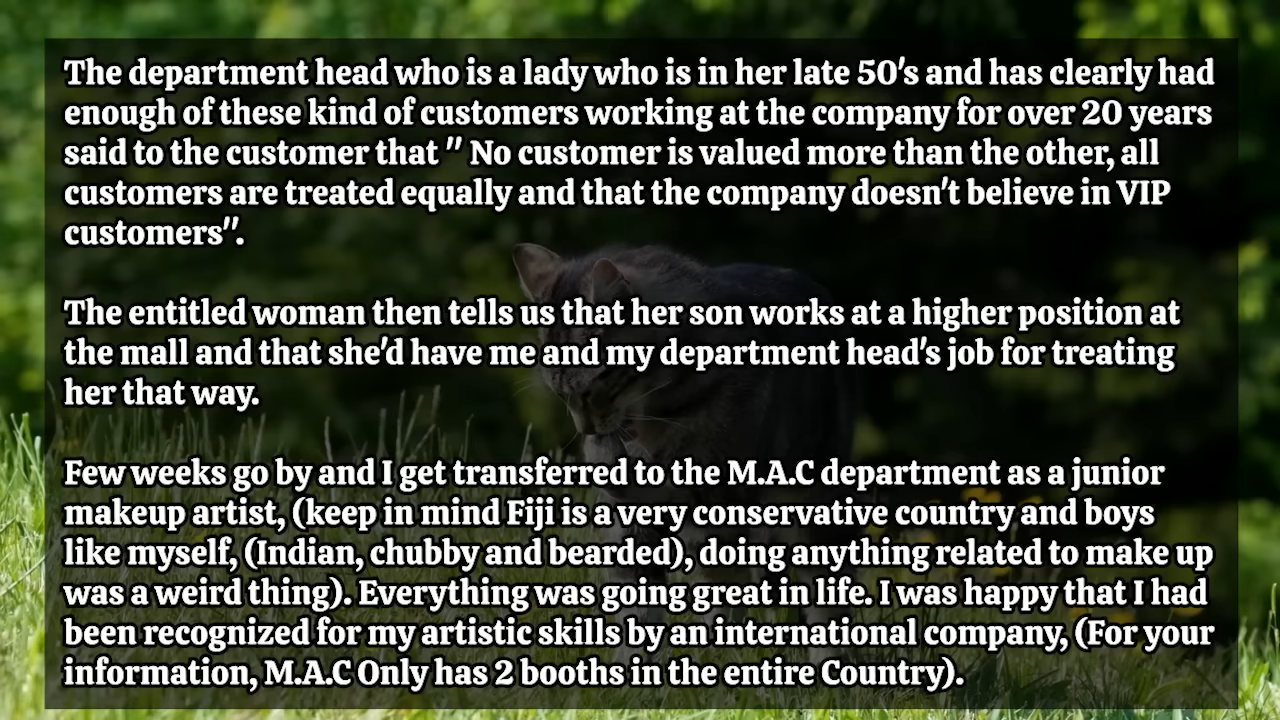 The department head who is a lady who is in her late 50's and has clearly had
enough of these kind of customers working at the company for over 20 years
said to the customer that " No customer is valued more than the other, all
customers are treated equally and that the company doesn't believe in VIP
customers".
The entitled woman then tells us that her son works at a higher position at
the mall and that she'd have me and my department head's job for treating
her that way.
Few weeks go by and I get transferred to the M.A.C department as a junior
makeup artist, (keep in mind Fiji is a very conservative country and boys
like myself, (Indian, chubby and bearded), doing anything related to make up
was a weird thing). Everything was going great in life. I was happy that I had
been recognized for my artistic skills by an international company, (For your
information, M.A.C Only has 2 booths in the entire Country).